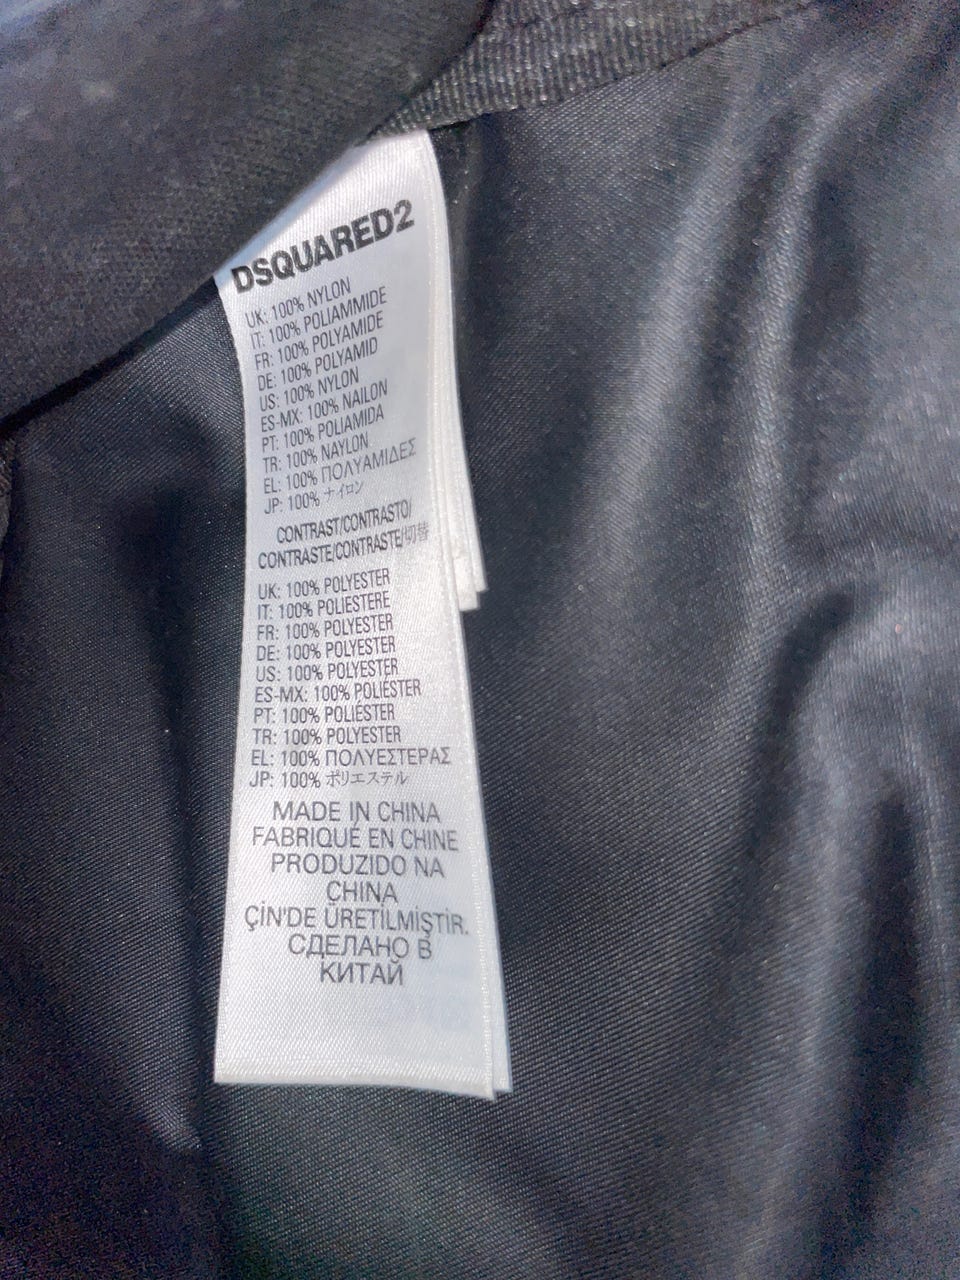 DSQUARED2
UK: 100% NYLON
IT: 100% POLIAMMIDE
FR: 100% POLYAMIDE
DE: 100% POLYAMID
US: 100% NYLON
ES-MX: 100% NAILON
PT: 100% POLIAMIDA
TR: 100% NAYLON
EL: 100% ΠΟΛΥΑΜΙΔΕΣ
JP: 100% ナイロン
CONTRAST/CONTRASTO/
CONTRASTE/CONTRASTE/切替
UK: 100% POLYESTER
IT: 100% POLIESTERE
FR: 100% POLYESTER
DE: 100% POLYESTER
US: 100% POLYESTER
ES-MX: 100% POLIÉSTER
PT: 100% POLIÉSTER
TR: 100% POLYESTER
EL: 100% ΠΟΛΥΕΣΤΕΡΑΣ
JP: 100% ポリエステル
MADE IN CHINA
FABRIQUÉ EN CHINE
PRODUZIDO NA
CHINA
ÇİN'DE ÜRETİLMİŞTİR.
СДЕЛАНО В
КИТАЙ